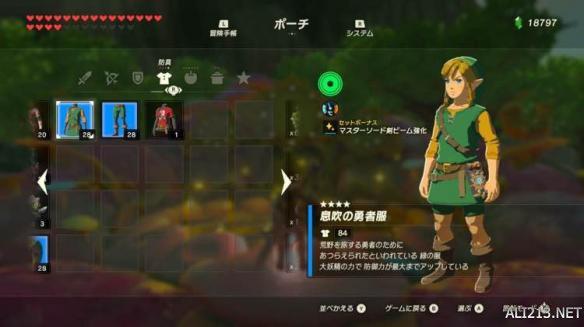 L
ポーチ
R
冒険手帳
システム
18797
防具
R
20
28
28
1
セットボーナス
マスターソード剣ビーム強化
3
28
★★★★
息吹の勇者服
84
荒野を旅する勇者のために
あつらえられたといわれている 緑の服
大妖精の力で 防御力が最大までアップしている
並べかえる Y
ゲームに戻る B
選ぶ A
ALI213.NET